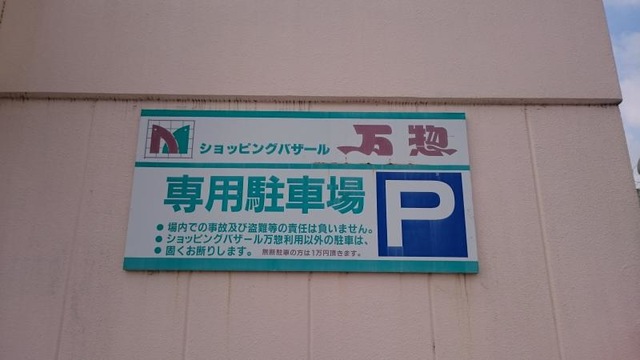 ショッピングバザール 万惣
専用駐車場 P
● 場内での事故及び盗難等の責任は負いません。
● ショッピングバザール万惣利用以外の駐車は、
● 固くお断りします。 無断駐車の方は1万円頂きます。